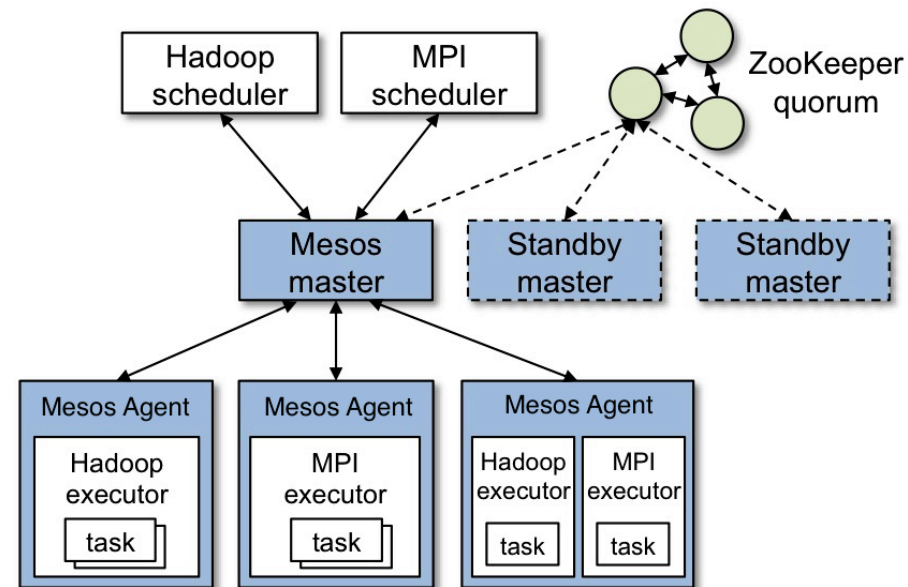 Hadoop
scheduler
MPI
scheduler
ZooKeeper
quorum
Mesos
master
Standby
master
Standby
master
Mesos Agent
Hadoop
executor
task
Mesos Agent
MPI
executor
task
Mesos Agent
Hadoop
executor
task
MPI
executor
task